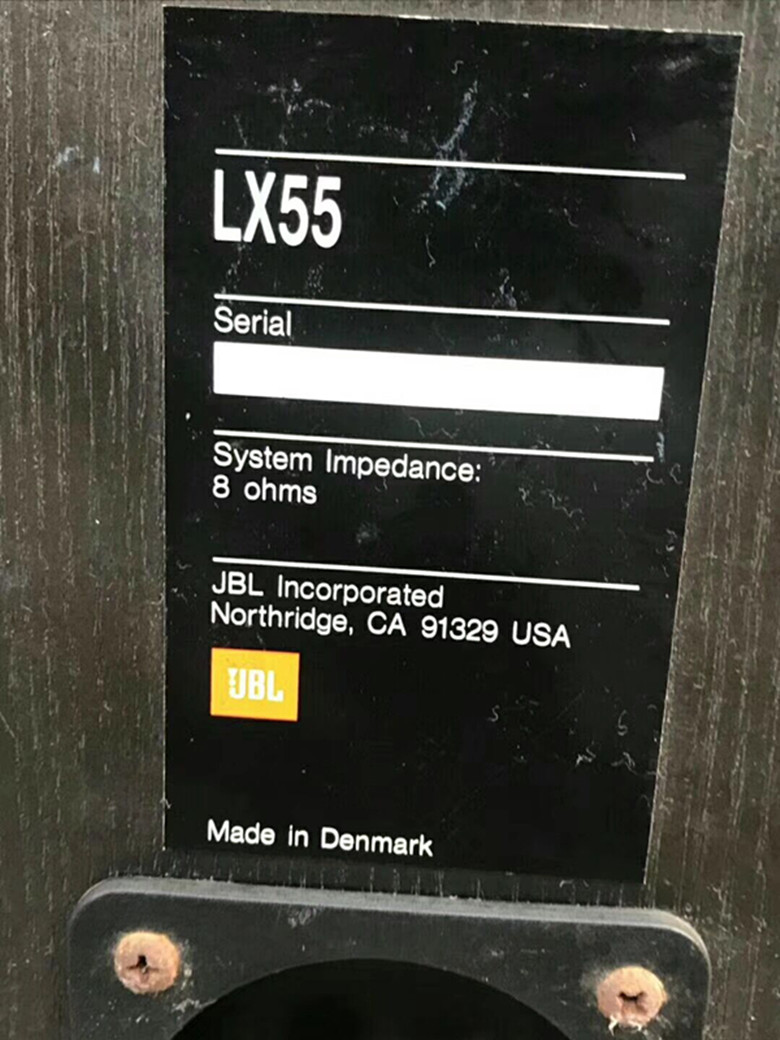 LX55
Serial
System Impedance:
8 ohms
JBL Incorporated
Northridge, CA 91329 USA
JBL
Made in Denmark